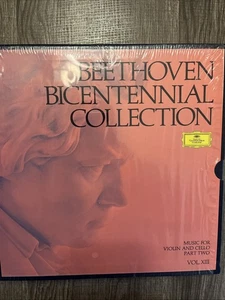 BEETHOVEN
BICENTENNIAL
COLLECTION
MUSIC FOR
VIOLIN AND CELLO
PART TWO
VOL. XIII